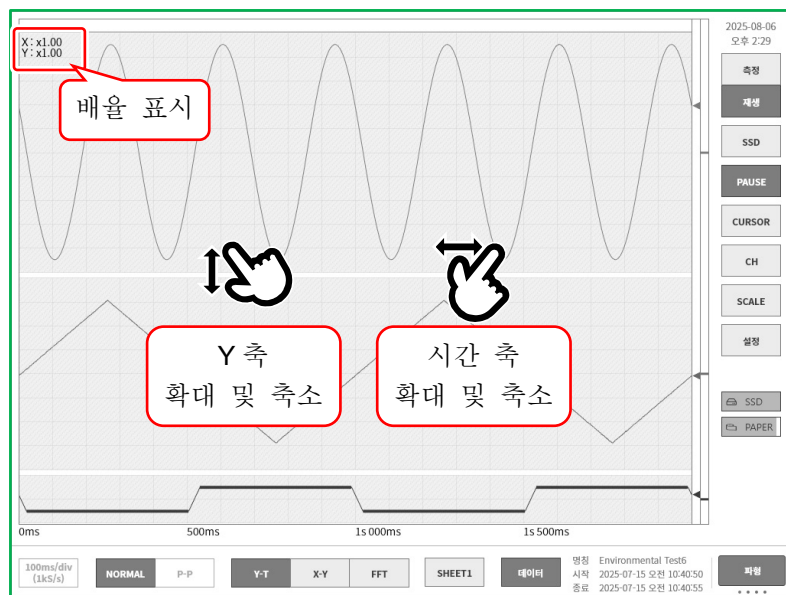 X : x1.00
Y : x1.00
배율 표시
Y 축
확대 및 축소
시간 축
확대 및 축소
0ms
500ms
1s 000ms
1s 500ms
2025-08-06
오후 2:29
측정
재생
SSD
PAUSE
CURSOR
CH
SCALE
설정
SSD
PAPER
100ms/div
(1kS/s)
NORMAL
P-P
Y-T
X-Y
FFT
SHEET1
데이터
명칭 Environmental Test6
시작 2025-07-15 오전 10:40:50
종료 2025-07-15 오전 10:40:55
파형